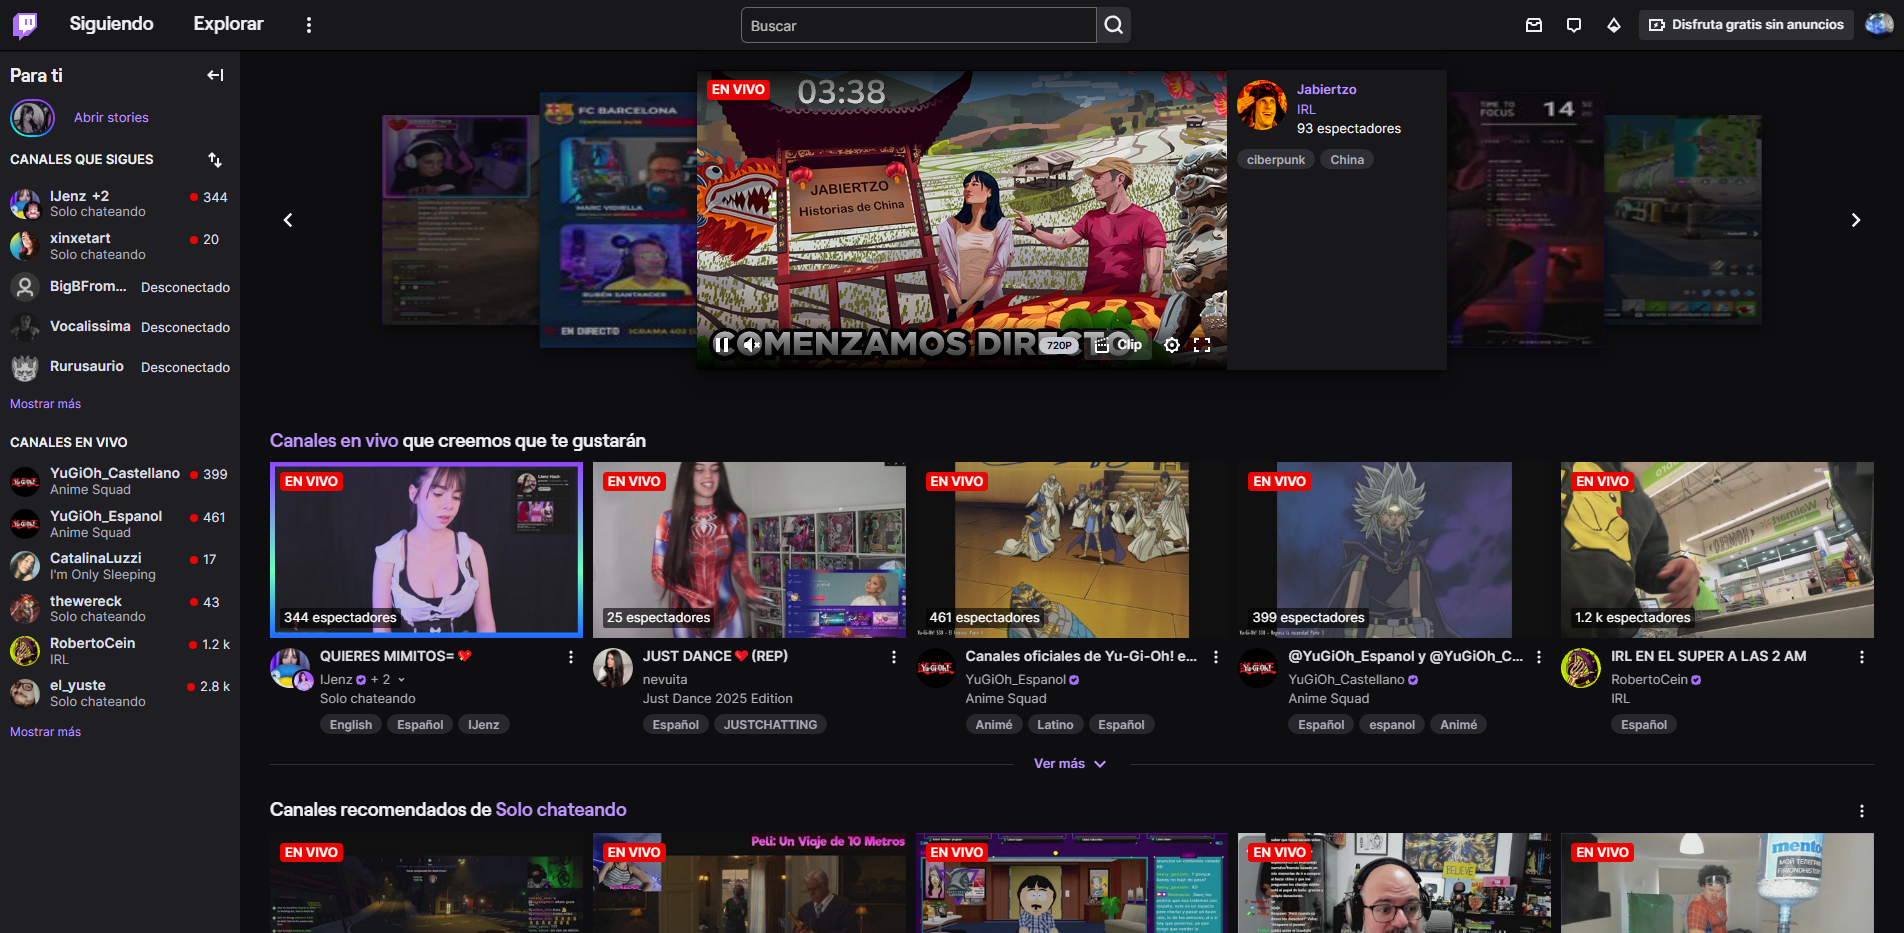 Siguiendo
Explorar
Buscar
Disfruta gratis sin anuncios
Para ti
Abrir stories
CANALES QUE SIGUES
IJenz +2
344
Solo chateando
xinxetart
20
Solo chateando
BigBFrom...
Desconectado
Vocalissima
Desconectado
Rurusaurio
Desconectado
Mostrar más
CANALES EN VIVO
YuGiOh_Castellano
399
Anime Squad
YuGiOh_Espanol
461
Anime Squad
CatalinaLuzzi
17
I'm Only Sleeping
thewereck
43
Solo chateando
RobertoCein
1.2 k
IRL
el_yuste
2.8 k
Solo chateando
Mostrar más
FC BARCELONA
MARC VIDIELLA
RUBÉN SANTANDER
EN DIRECTO
EN VIVO
03:38
JABIERTZO
Historias de China
COMENZAMOS DIRECTO
720P
Clip
Jabiertzo
IRL
93 espectadores
ciberpunk
China
TIME TO
FOCUS
14
Canales en vivo que creemos que te gustarán
EN VIVO
344 espectadores
QUIERES MIMITOS=💖
IJenz + 2
Solo chateando
English
Español
IJenz
EN VIVO
25 espectadores
JUST DANCE❤️(REP)
nevuita
Just Dance 2025 Edition
Español
JUSTCHATTING
EN VIVO
461 espectadores
Canales oficiales de Yu-Gi-Oh! e...
YuGiOh_Espanol
Anime Squad
Animé
Latino
Español
EN VIVO
399 espectadores
@YuGiOh_Espanol y @YuGiOh_C...
YuGiOh_Castellano
Anime Squad
Español
espanol
Animé
EN VIVO
Walmart
1.2 k espectadores
IRL EN EL SUPER A LAS 2 AM
RobertoCein
IRL
Español
Ver más
Canales recomendados de Solo chateando
EN VIVO
EN VIVO
Peli: Un Viaje de 10 Metros
EN VIVO
EN VIVO
BELIEVE
EN VIVO
mento